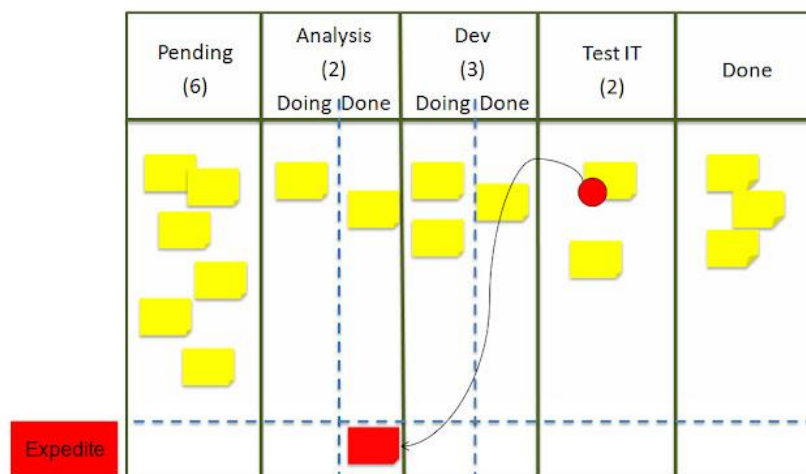 Pending
(6)
Analysis
(2)
Doing Done
Dev
(3)
Doing Done
Test IT
(2)
Done
Expedite